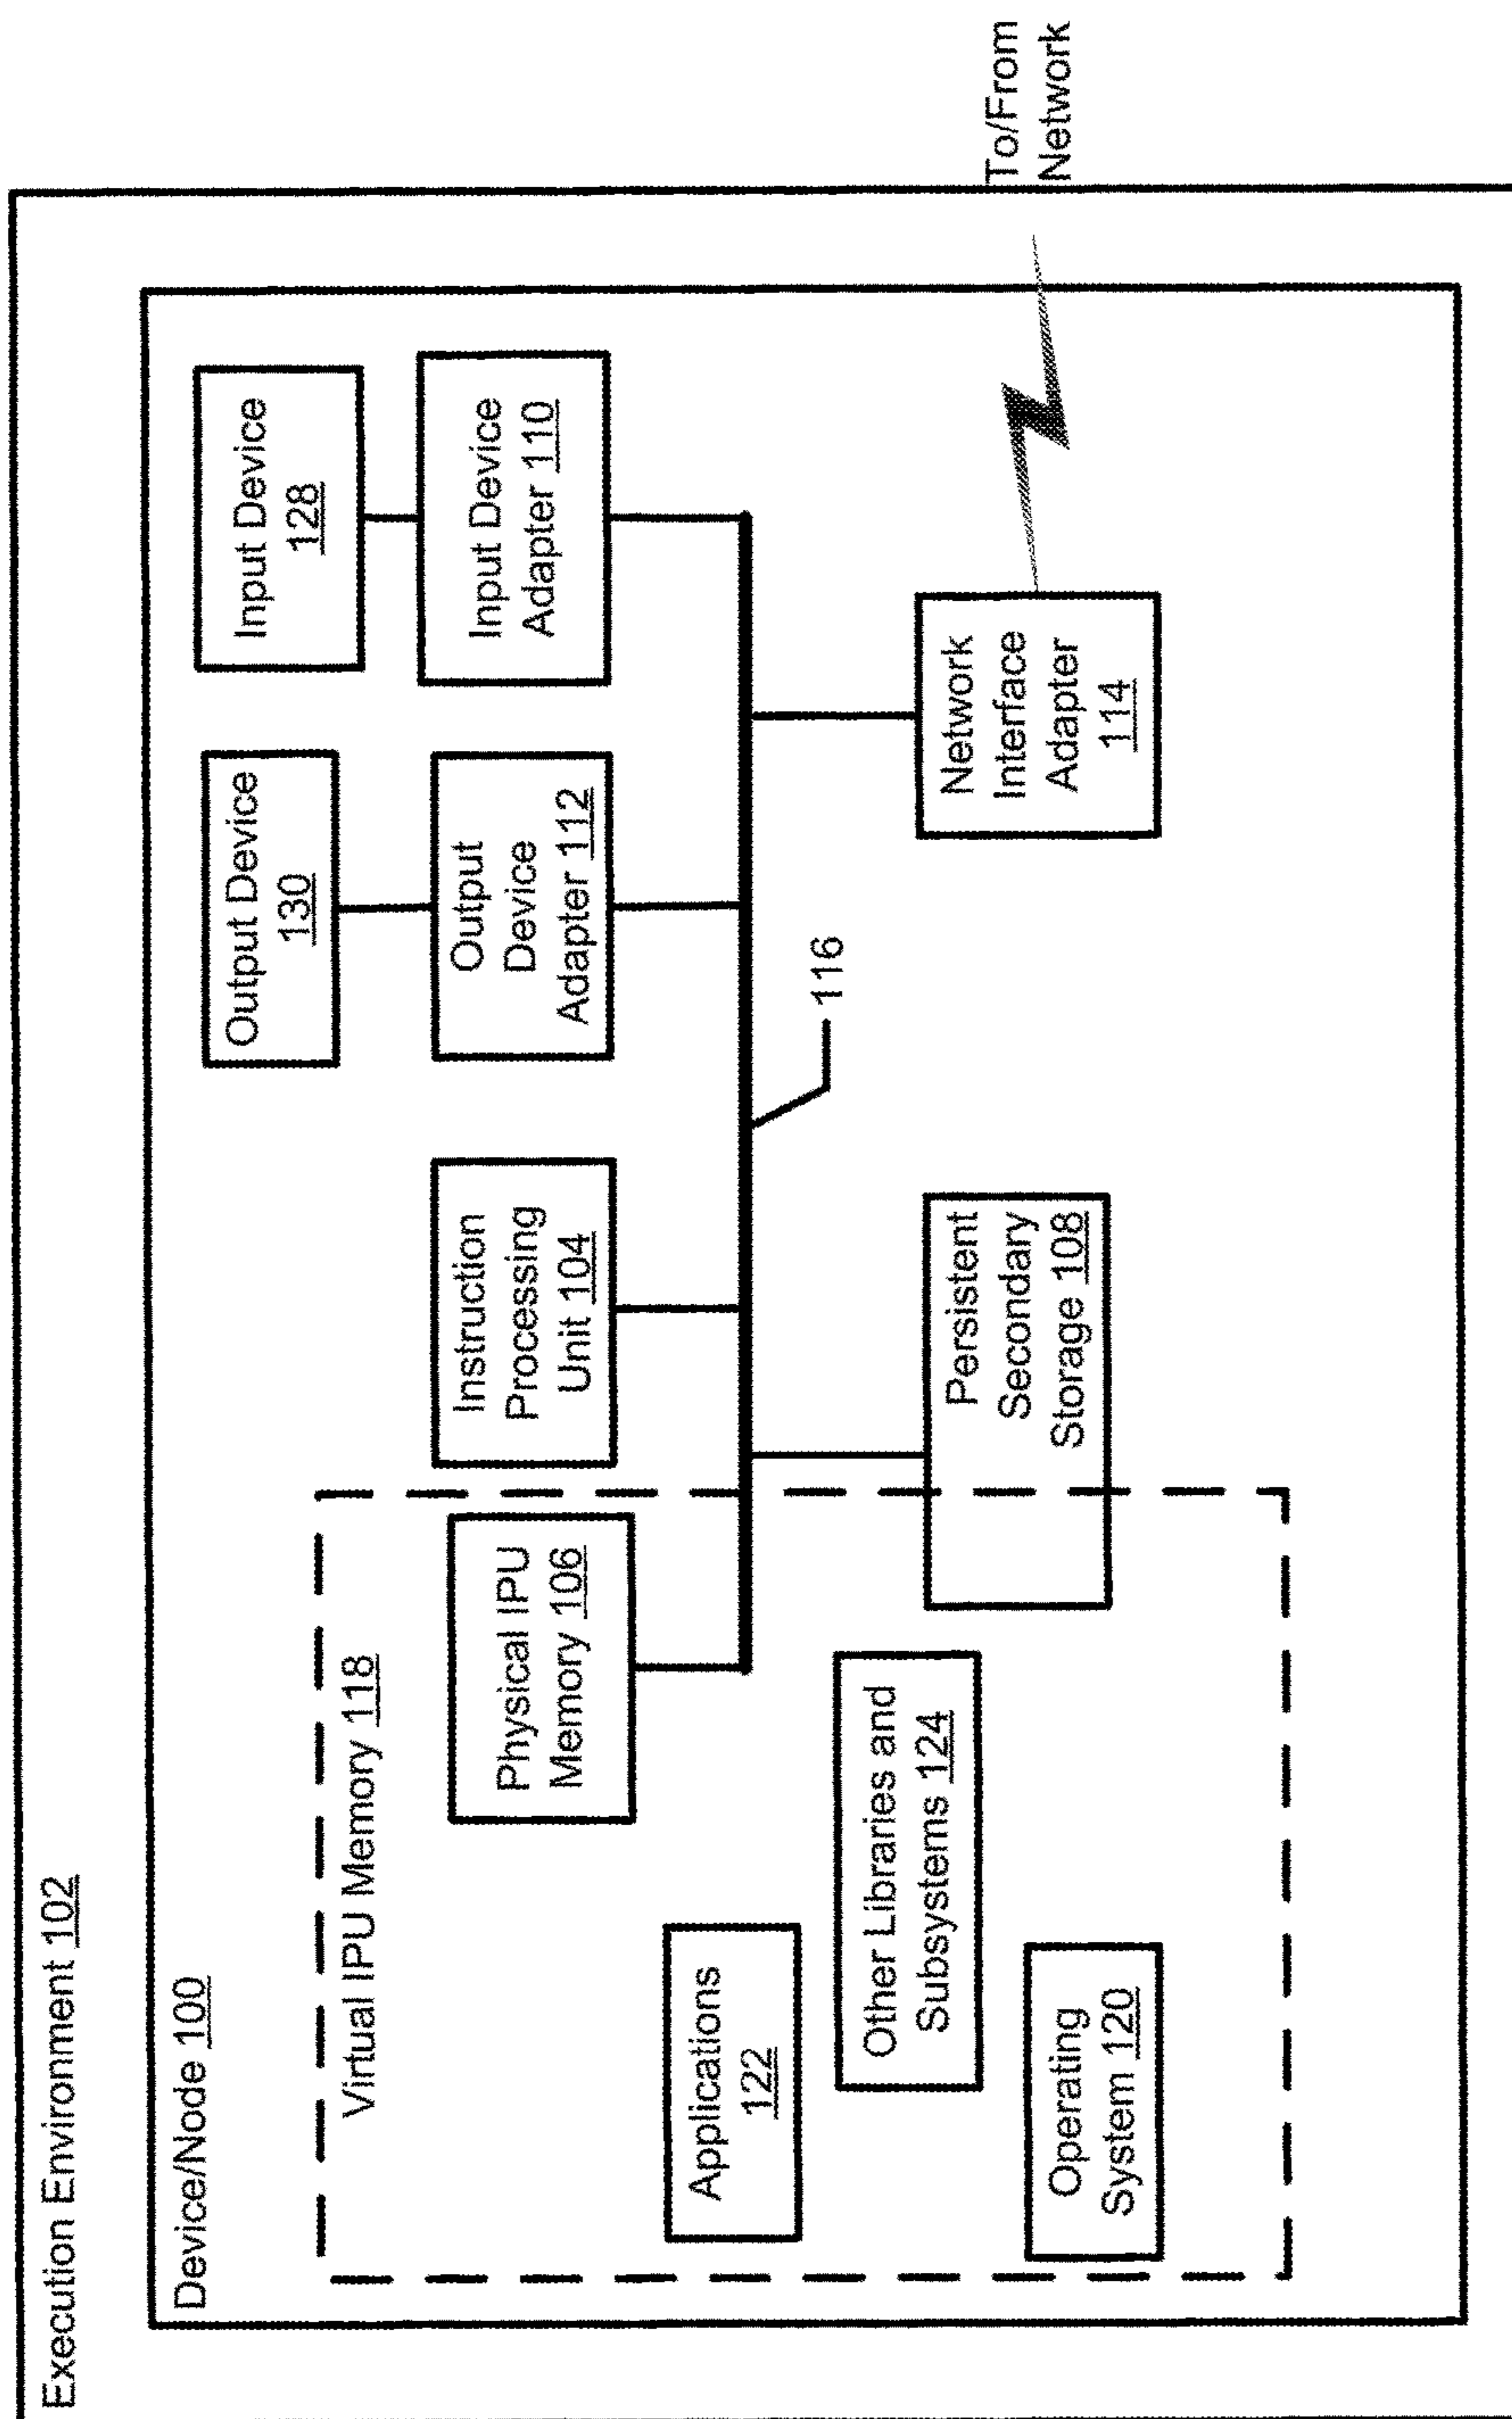 Execution Environment 102
Device/Node 100
Virtual IPU Memory 118
Physical IPU
Memory 106
Instruction
Processing
Unit 104
Output Device
130
Output
Device
Adapter 112
Input Device
128
Input Device
Adapter 110
116
Applications
122
Other Libraries and
Subsystems 124
Operating
System 120
Persistent
Secondary
Storage 108
Network
Interface
Adapter
114
To/From
Network